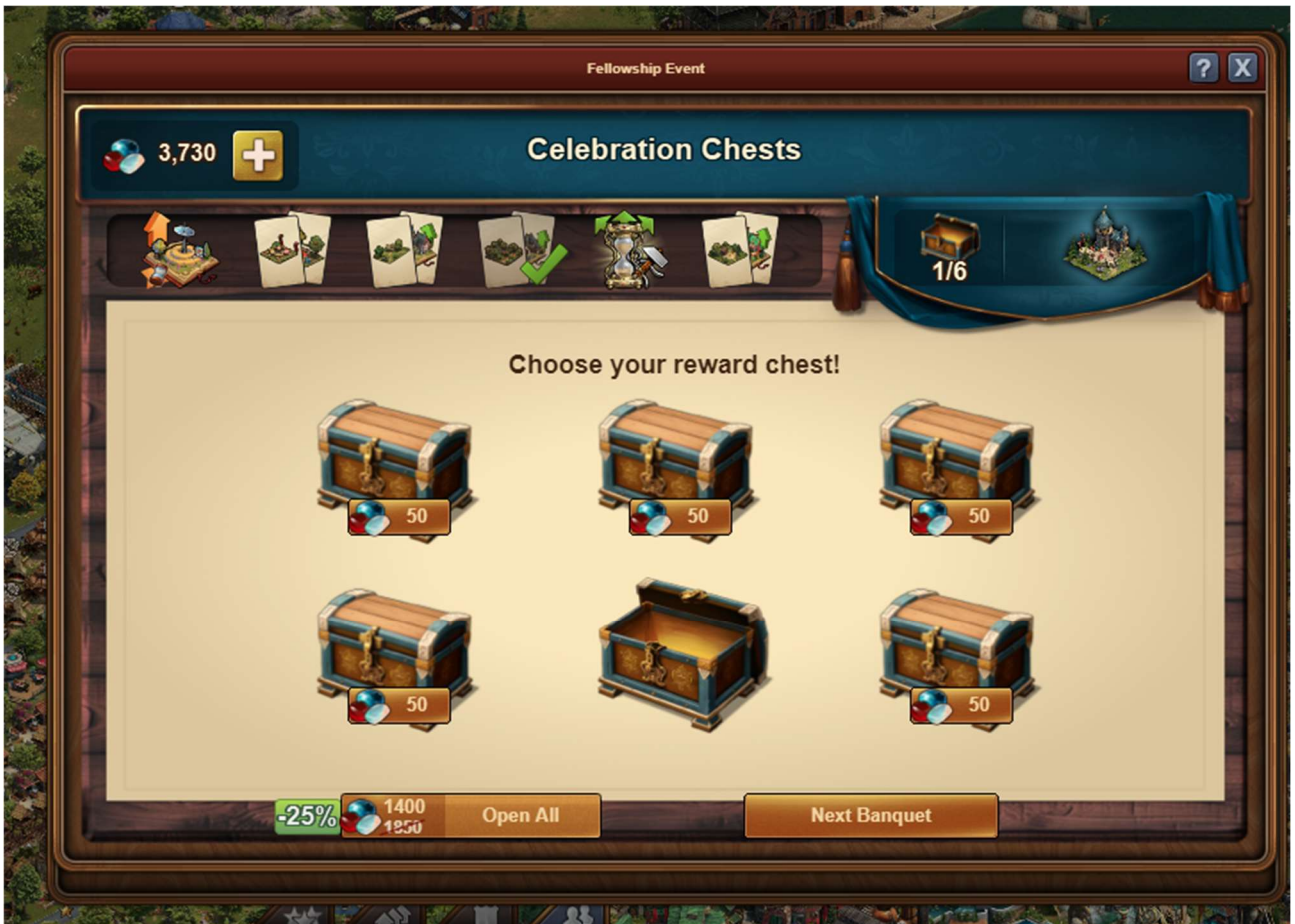 Fellowship Event
? X
3,730
Celebration Chests
1/6
Choose your reward chest!
50 50 50
50 50
-25% 1400 Open All Next Banquet
1850